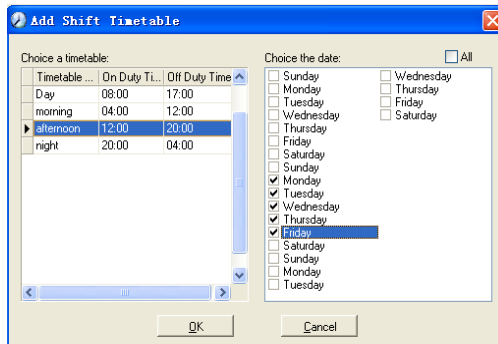 Add Shift Timetable
Choice a timetable:
Timetable ... On Duty Ti... Off Duty Time
Day 08:00 17:00
morning 04:00 12:00
afternoon 12:00 20:00
night 20:00 04:00
Choice the date:
All
Sunday
Monday
Tuesday
Wednesday
Thursday
Friday
Saturday
Sunday
Monday
Tuesday
Wednesday
Thursday
Friday
Saturday
Sunday
Monday
Tuesday
Wednesday
Thursday
Friday
Saturday
OK
Cancel